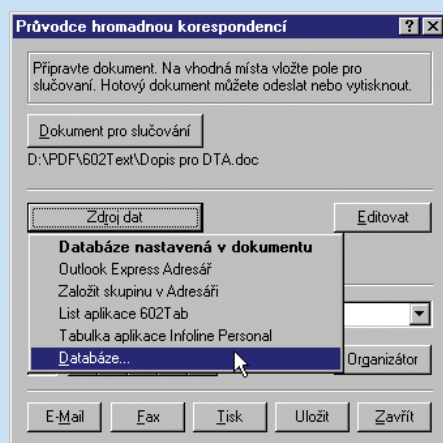 Průvodce hromadnou korespondencí
Připravte dokument. Na vhodná místa vložte pole pro
slučování. Hotový dokument můžete odeslat nebo vytisknout.
Dokument pro slučování
D:\PDF\602Text\Dopis pro DTA.doc
Zdroj dat
Editovat
Databáze nastavená v dokumentu
Outlook Express Adresář
Založit skupinu v Adresáři
List aplikace 602Tab
Tabulka aplikace Infoline Personal
Databáze...
Organizátor
E-Mail
Fax
Tisk
Uložit
Zavřít